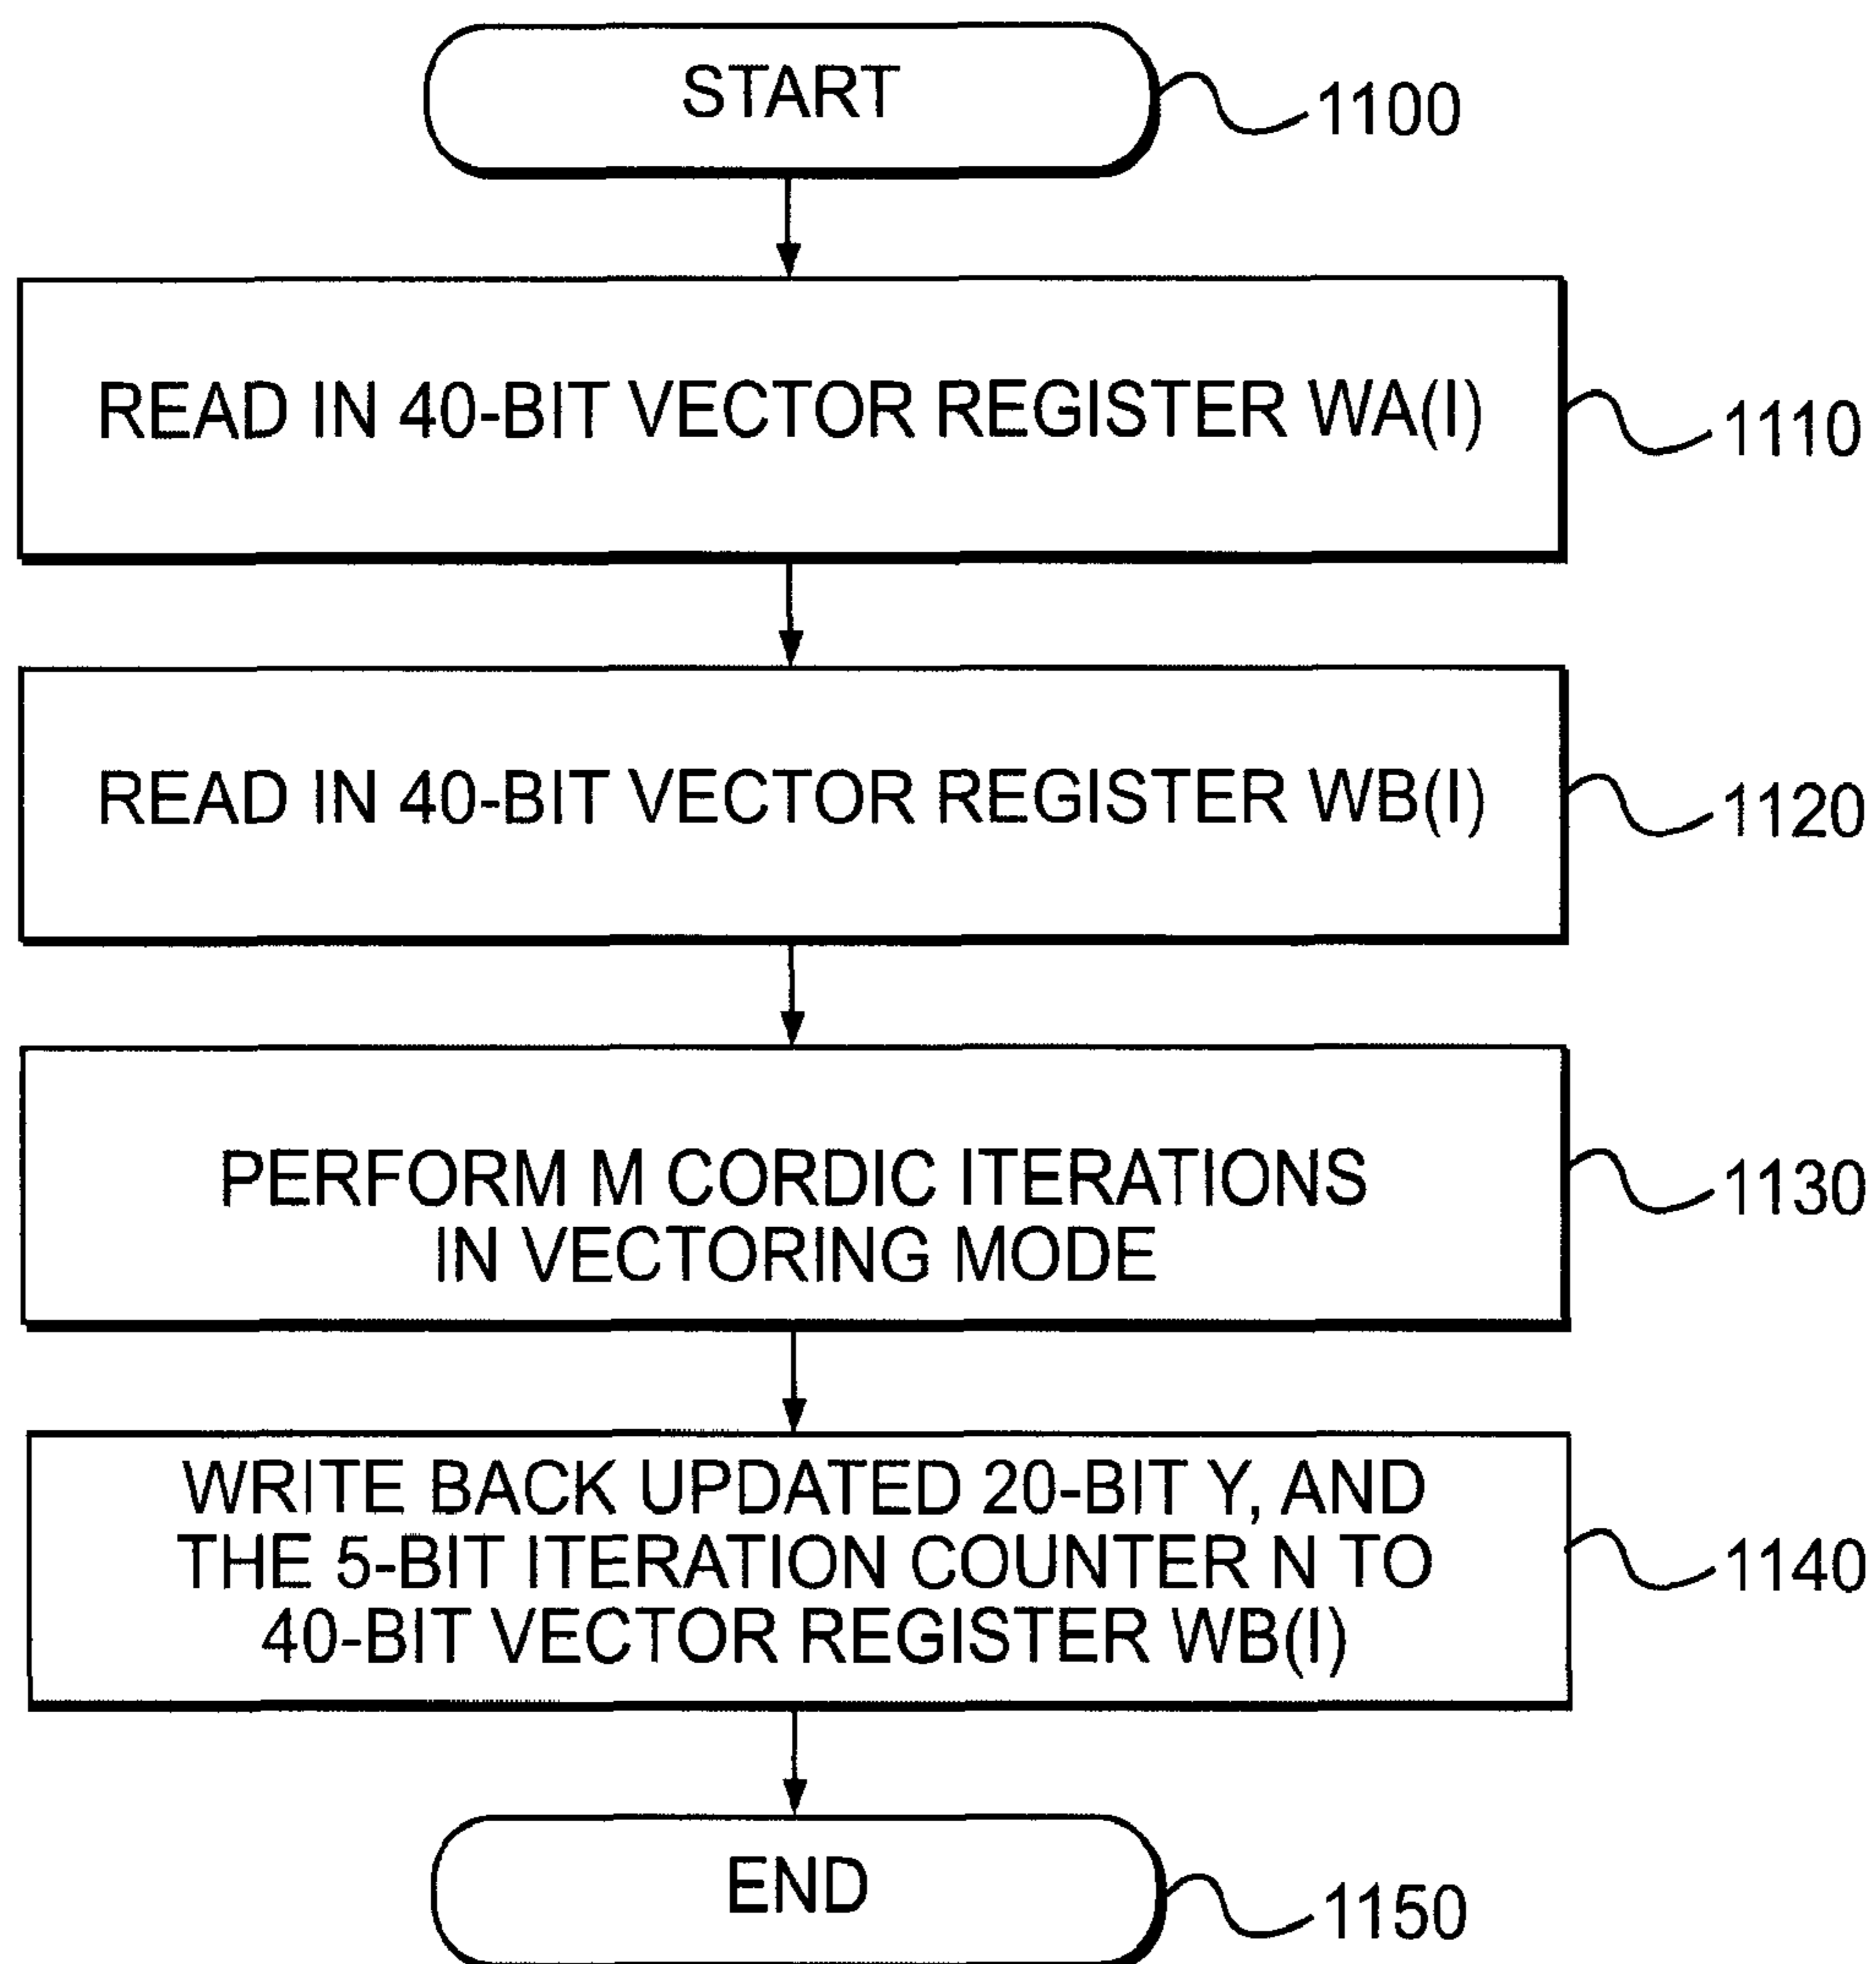 START
1100
READ IN 40-BIT VECTOR REGISTER WA(I)
1110
READ IN 40-BIT VECTOR REGISTER WB(I)
1120
PERFORM M CORDIC ITERATIONS
IN VECTORING MODE
1130
WRITE BACK UPDATED 20-BIT Y, AND
THE 5-BIT ITERATION COUNTER N TO
40-BIT VECTOR REGISTER WB(I)
1140
END
1150